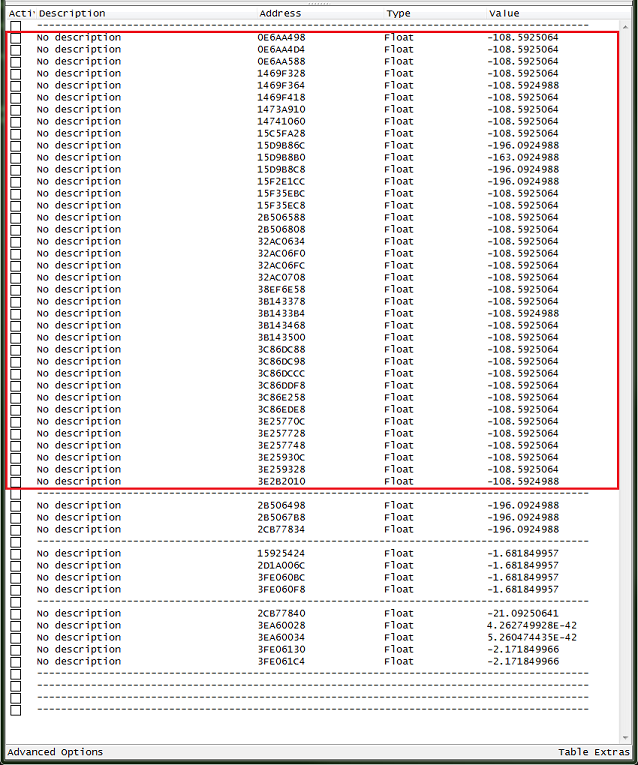 Acti Description Address Type Value
------------------------------------------------------------
No description 0E6AA498 Float -108.5925064
No description 0E6AA4D4 Float -108.5925064
No description 0E6AA588 Float -108.5925064
No description 1469F328 Float -108.5925064
No description 1469F364 Float -108.5924988
No description 1469F418 Float -108.5925064
No description 1473A910 Float -108.5925064
No description 14741060 Float -108.5925064
No description 15C5FA28 Float -108.5925064
No description 15D9B86C Float -196.0924988
No description 15D9B8B0 Float -163.0924988
No description 15D9B8C8 Float -196.0924988
No description 15F2E1CC Float -196.0924988
No description 15F35EBC Float -108.5925064
No description 15F35EC8 Float -108.5925064
No description 2B506588 Float -108.5925064
No description 2B506808 Float -108.5925064
No description 32AC0634 Float -108.5925064
No description 32AC06F0 Float -108.5925064
No description 32AC06FC Float -108.5925064
No description 32AC0708 Float -108.5925064
No description 38EF6E58 Float -108.5925064
No description 3B143378 Float -108.5925064
No description 3B1433B4 Float -108.5924988
No description 3B143468 Float -108.5925064
No description 3B143500 Float -108.5925064
No description 3C86DC88 Float -108.5925064
No description 3C86DC98 Float -108.5925064
No description 3C86DCCC Float -108.5925064
No description 3C86DDF8 Float -108.5925064
No description 3C86E258 Float -108.5925064
No description 3C86EDE8 Float -108.5925064
No description 3E25770C Float -108.5925064
No description 3E257728 Float -108.5925064
No description 3E257748 Float -108.5925064
No description 3E25930C Float -108.5925064
No description 3E259328 Float -108.5925064
No description 3E2B2010 Float -108.5924988
------------------------------------------------------------
No description 2B506498 Float -196.0924988
No description 2B5067B8 Float -196.0924988
No description 2CB77834 Float -196.0924988
------------------------------------------------------------
No description 15925424 Float -1.681849957
No description 2D1A006C Float -1.681849957
No description 3FE060BC Float -1.681849957
No description 3FE060F8 Float -1.681849957
------------------------------------------------------------
No description 2CB77840 Float -21.09250641
No description 3EA60028 Float 4.262749928E-42
No description 3EA60034 Float 5.260474435E-42
No description 3FE06130 Float -2.171849966
No description 3FE061C4 Float -2.171849966
------------------------------------------------------------
------------------------------------------------------------
------------------------------------------------------------
------------------------------------------------------------
Advanced Options Table Extras